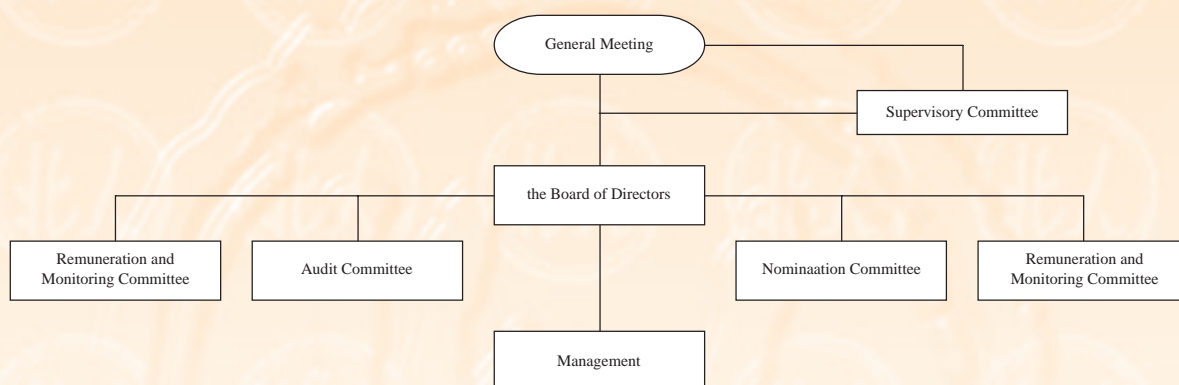 General Meeting
Supervisory Committee
the Board of Directors
Remuneration and
Monitoring Committee
Audit Committee
Nominaation Committee
Remuneration and
Monitoring Committee
Management